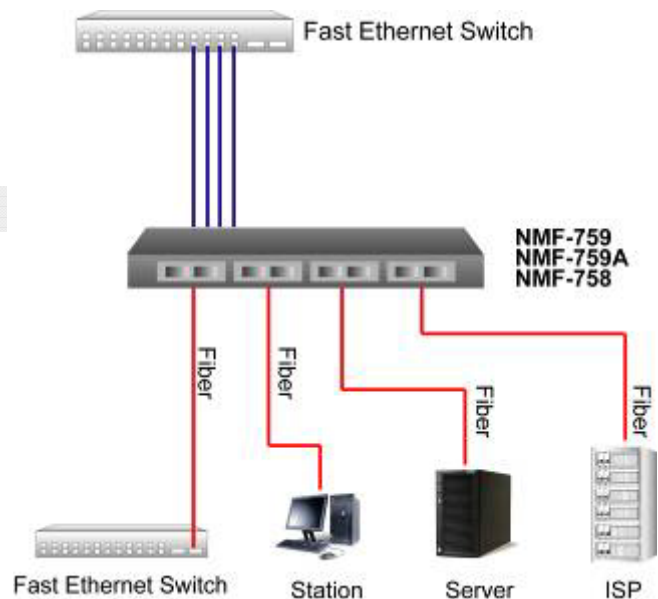 Fast Ethernet Switch
NMF-759
NMF-759A
NMF-758
Fiber
Fiber
Fiber
Fiber
Fast Ethernet Switch
Station
Server
ISP